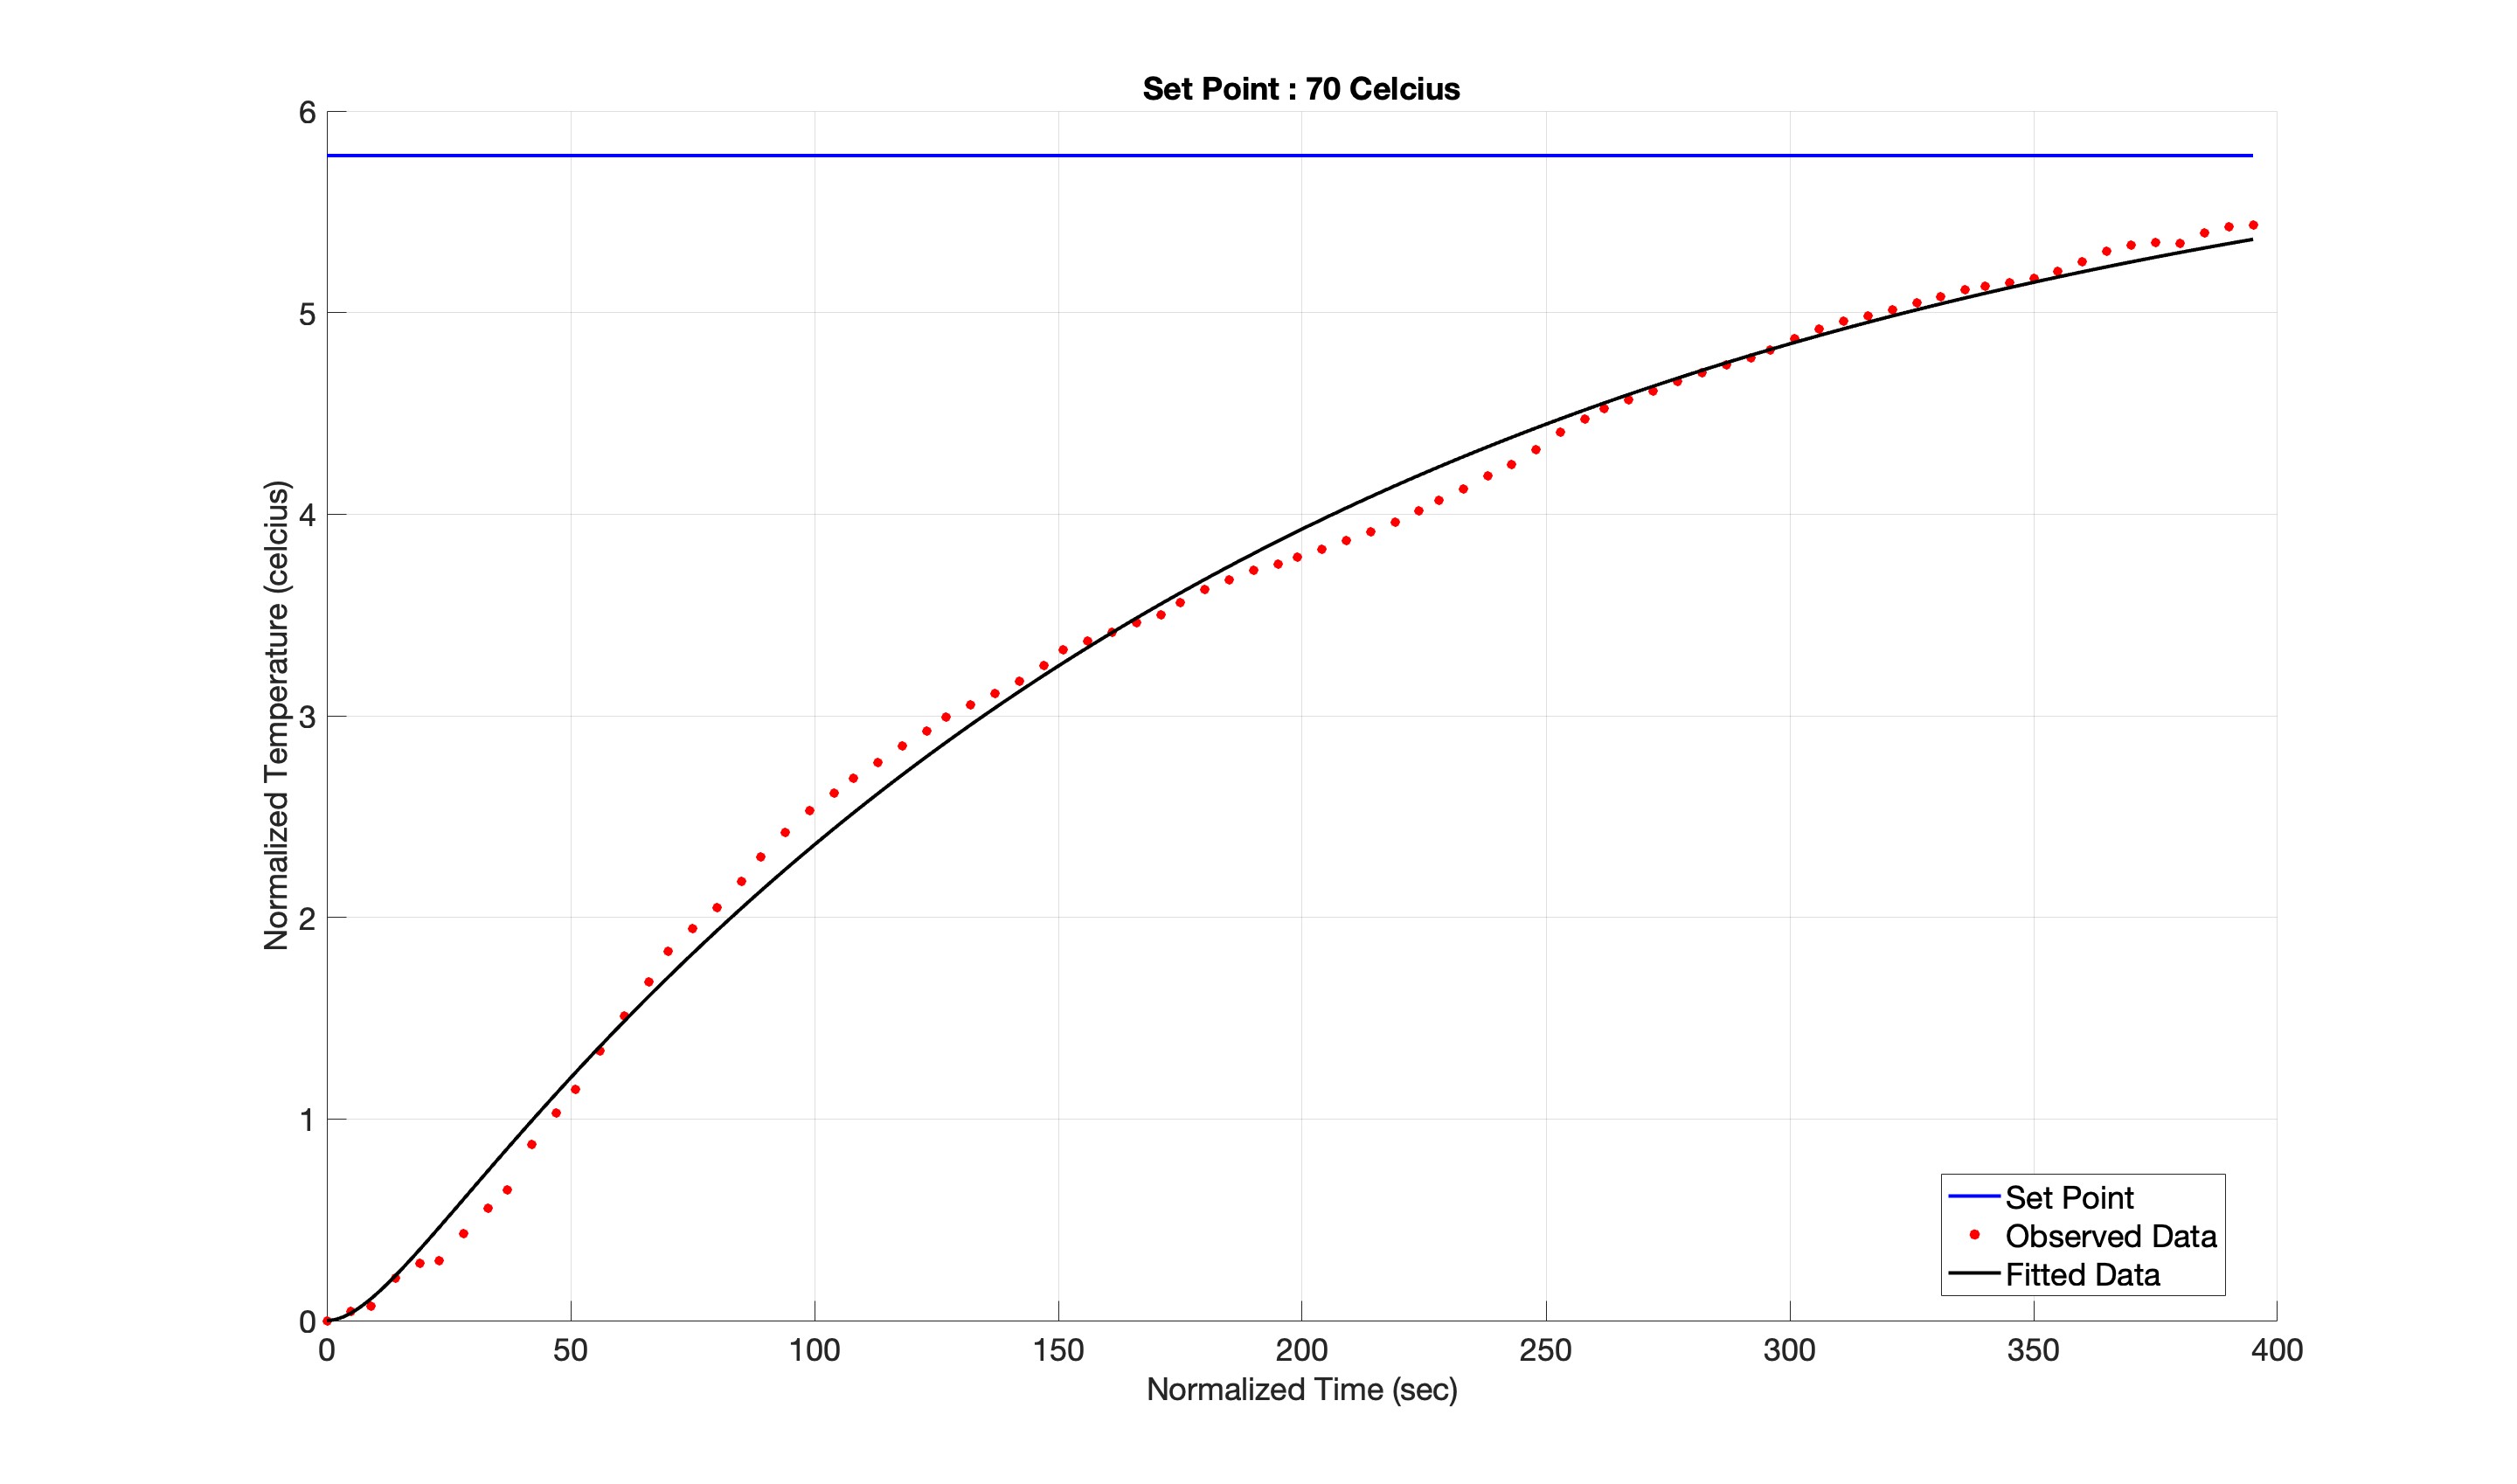 Set Point : 70 Celcius
6
5
4
3
2
1
0
Normalized Temperature (celcius)
0 50 100 150 200 250 300 350 400
Normalized Time (sec)
Set Point
Observed Data
Fitted Data